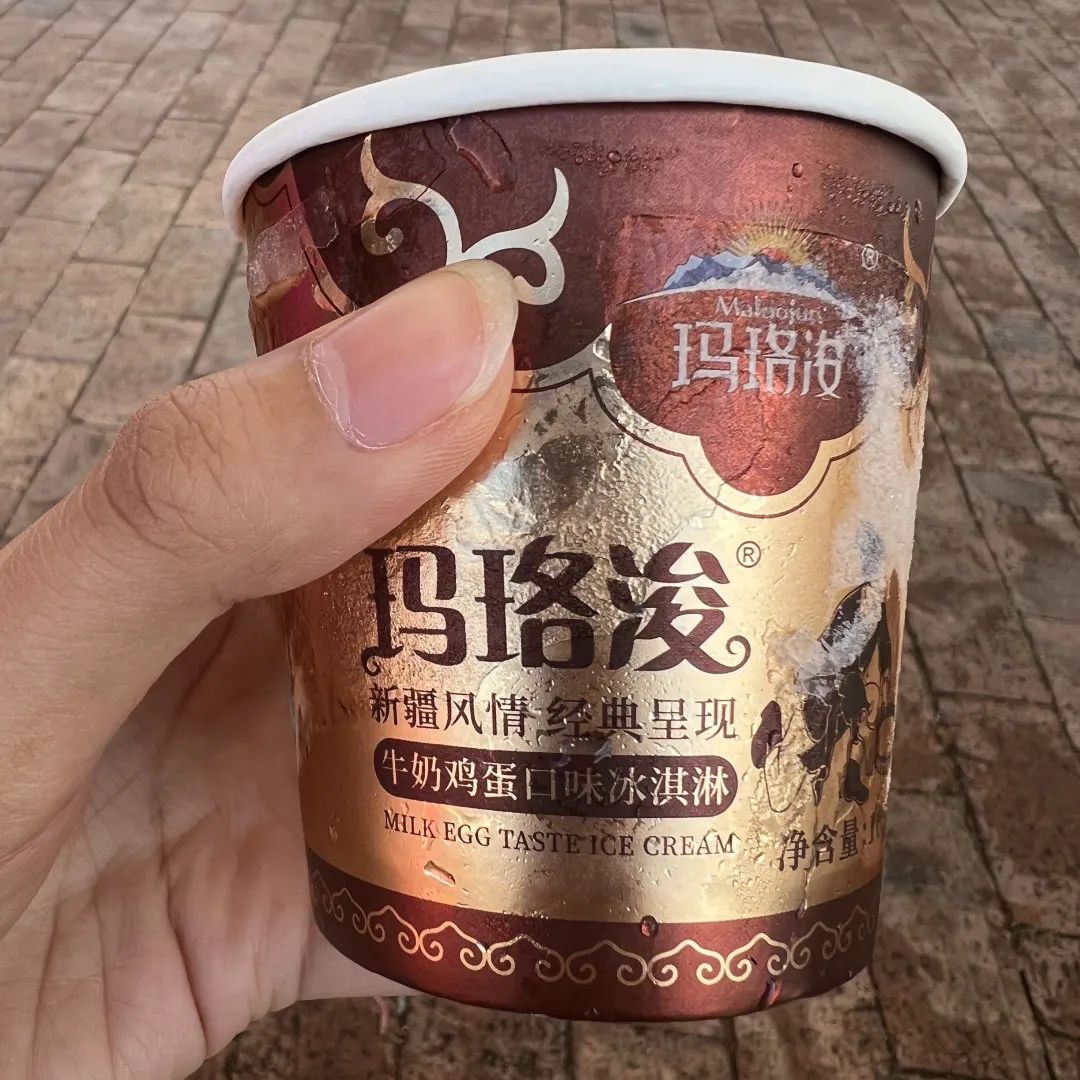 Maluojun
®
玛珞浚
玛珞浚®
新疆风情 经典呈现
牛奶鸡蛋口味冰淇淋
MILK EGG TASTE ICE CREAM
净含量: